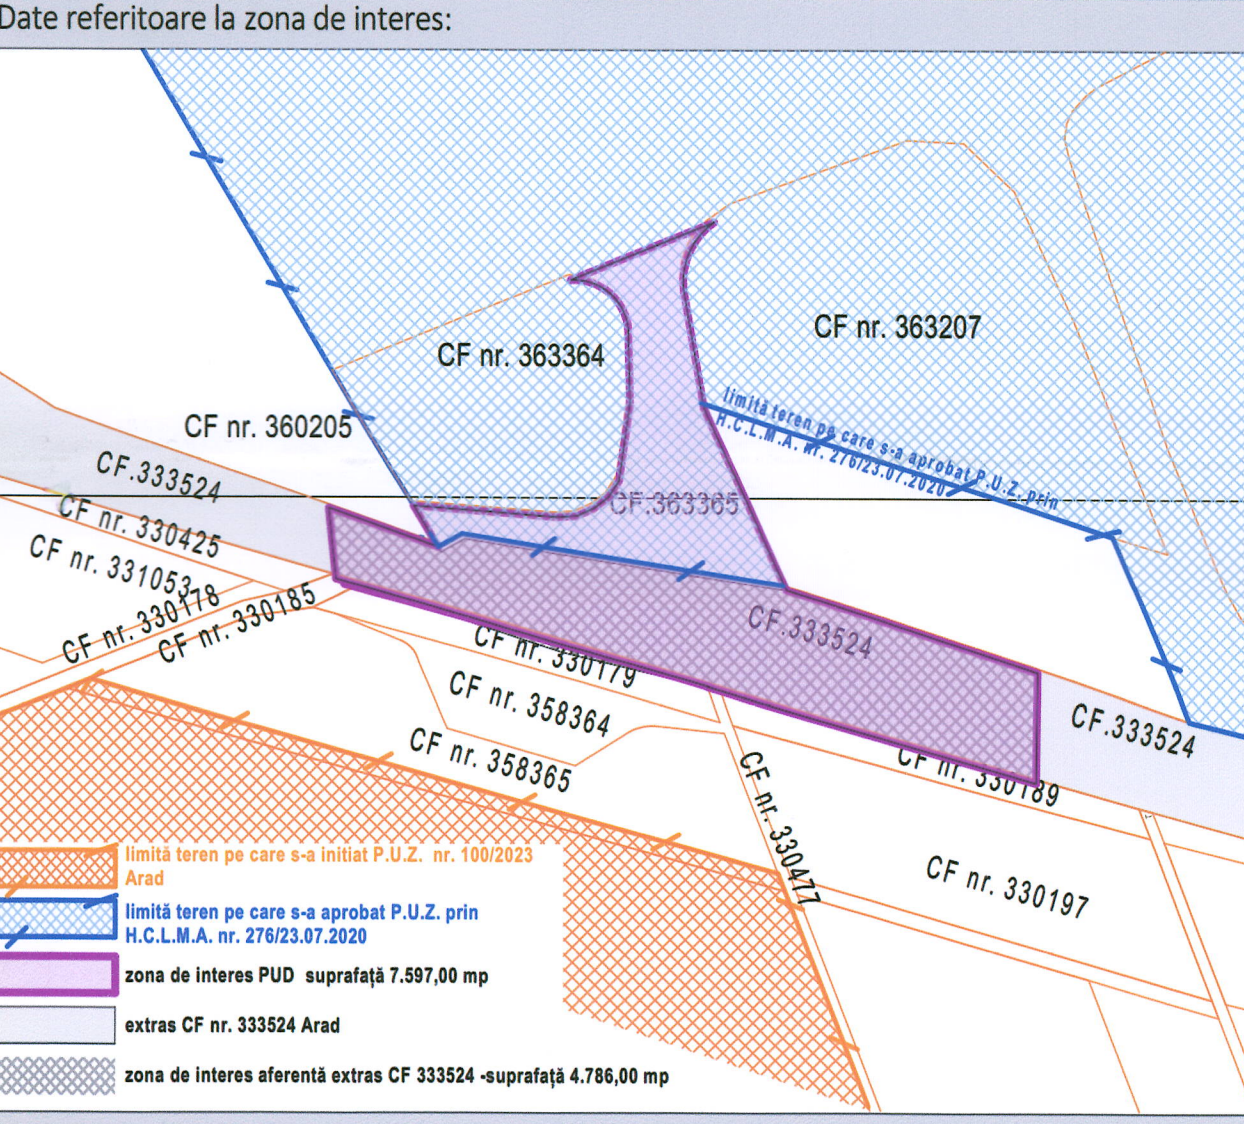 Date referitoare la zona de interes:
CF nr. 363207
CF nr. 363364
limită teren pe care s-a aprobat P.U.Z. prin
H.C.L.M.A. nr. 276/23.07.2020
CF nr. 360205
CF.333524
CF.363365
CF nr. 330425
CF nr. 331053
CF nr. 330178
CF nr. 330185
CF.333524
CF nr. 330179
CF nr. 358364
CF.333524
CF nr. 358365
CF nr. 330189
CF nr. 330477
CF nr. 330197
limită teren pe care s-a initiat P.U.Z. nr. 100/2023
Arad
limită teren pe care s-a aprobat P.U.Z. prin
H.C.L.M.A. nr. 276/23.07.2020
zona de interes PUD suprafață 7.597,00 mp
extras CF nr. 333524 Arad
zona de interes aferentă extras CF 333524 -suprafață 4.786,00 mp